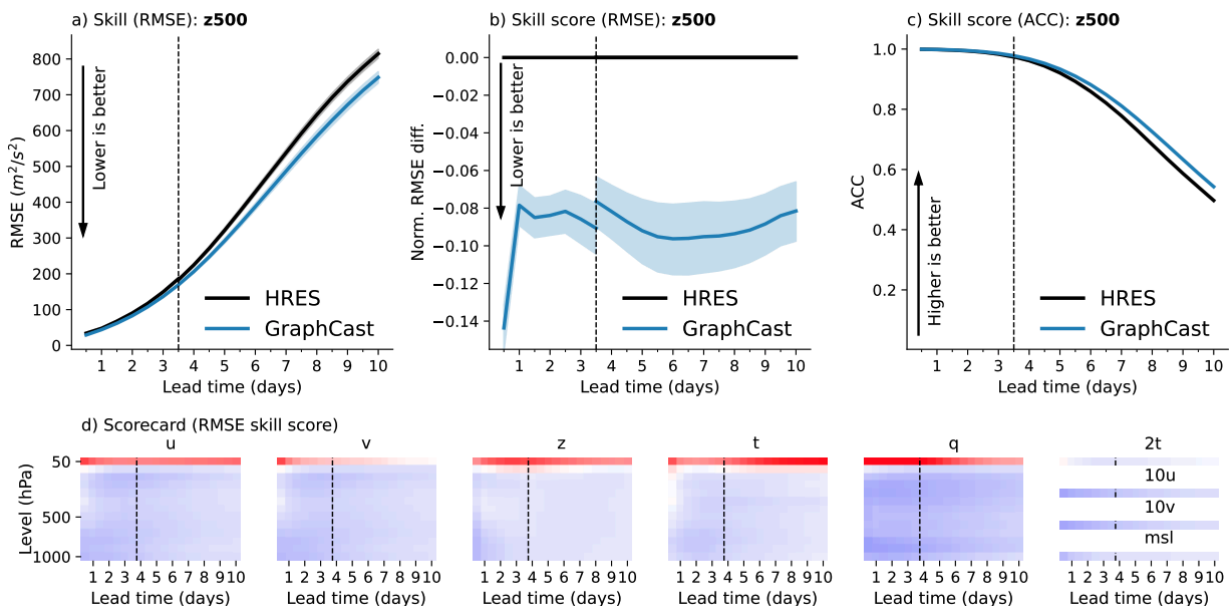 a) Skill (RMSE): z500
800
700
600
500
400
300
200
100
0
RMSE (m²/s²)
Lower is better
HRES
GraphCast
1 2 3 4 5 6 7 8 9 10
Lead time (days)
b) Skill score (RMSE): z500
0.00
−0.02
−0.04
−0.06
−0.08
−0.10
−0.12
−0.14
Norm. RMSE diff.
Lower is better
HRES
GraphCast
1 2 3 4 5 6 7 8 9 10
Lead time (days)
c) Skill score (ACC): z500
1.0
0.8
0.6
0.4
0.2
ACC
Higher is better
HRES
GraphCast
1 2 3 4 5 6 7 8 9 10
Lead time (days)
d) Scorecard (RMSE skill score)
u
v
z
t
q
2t
10u
10v
msl
50
500
1000
Level (hPa)
1 2 3 4 5 6 7 8 9 10
1 2 3 4 5 6 7 8 9 10
1 2 3 4 5 6 7 8 9 10
1 2 3 4 5 6 7 8 9 10
1 2 3 4 5 6 7 8 9 10
1 2 3 4 5 6 7 8 9 10
Lead time (days)
Lead time (days)
Lead time (days)
Lead time (days)
Lead time (days)
Lead time (days)